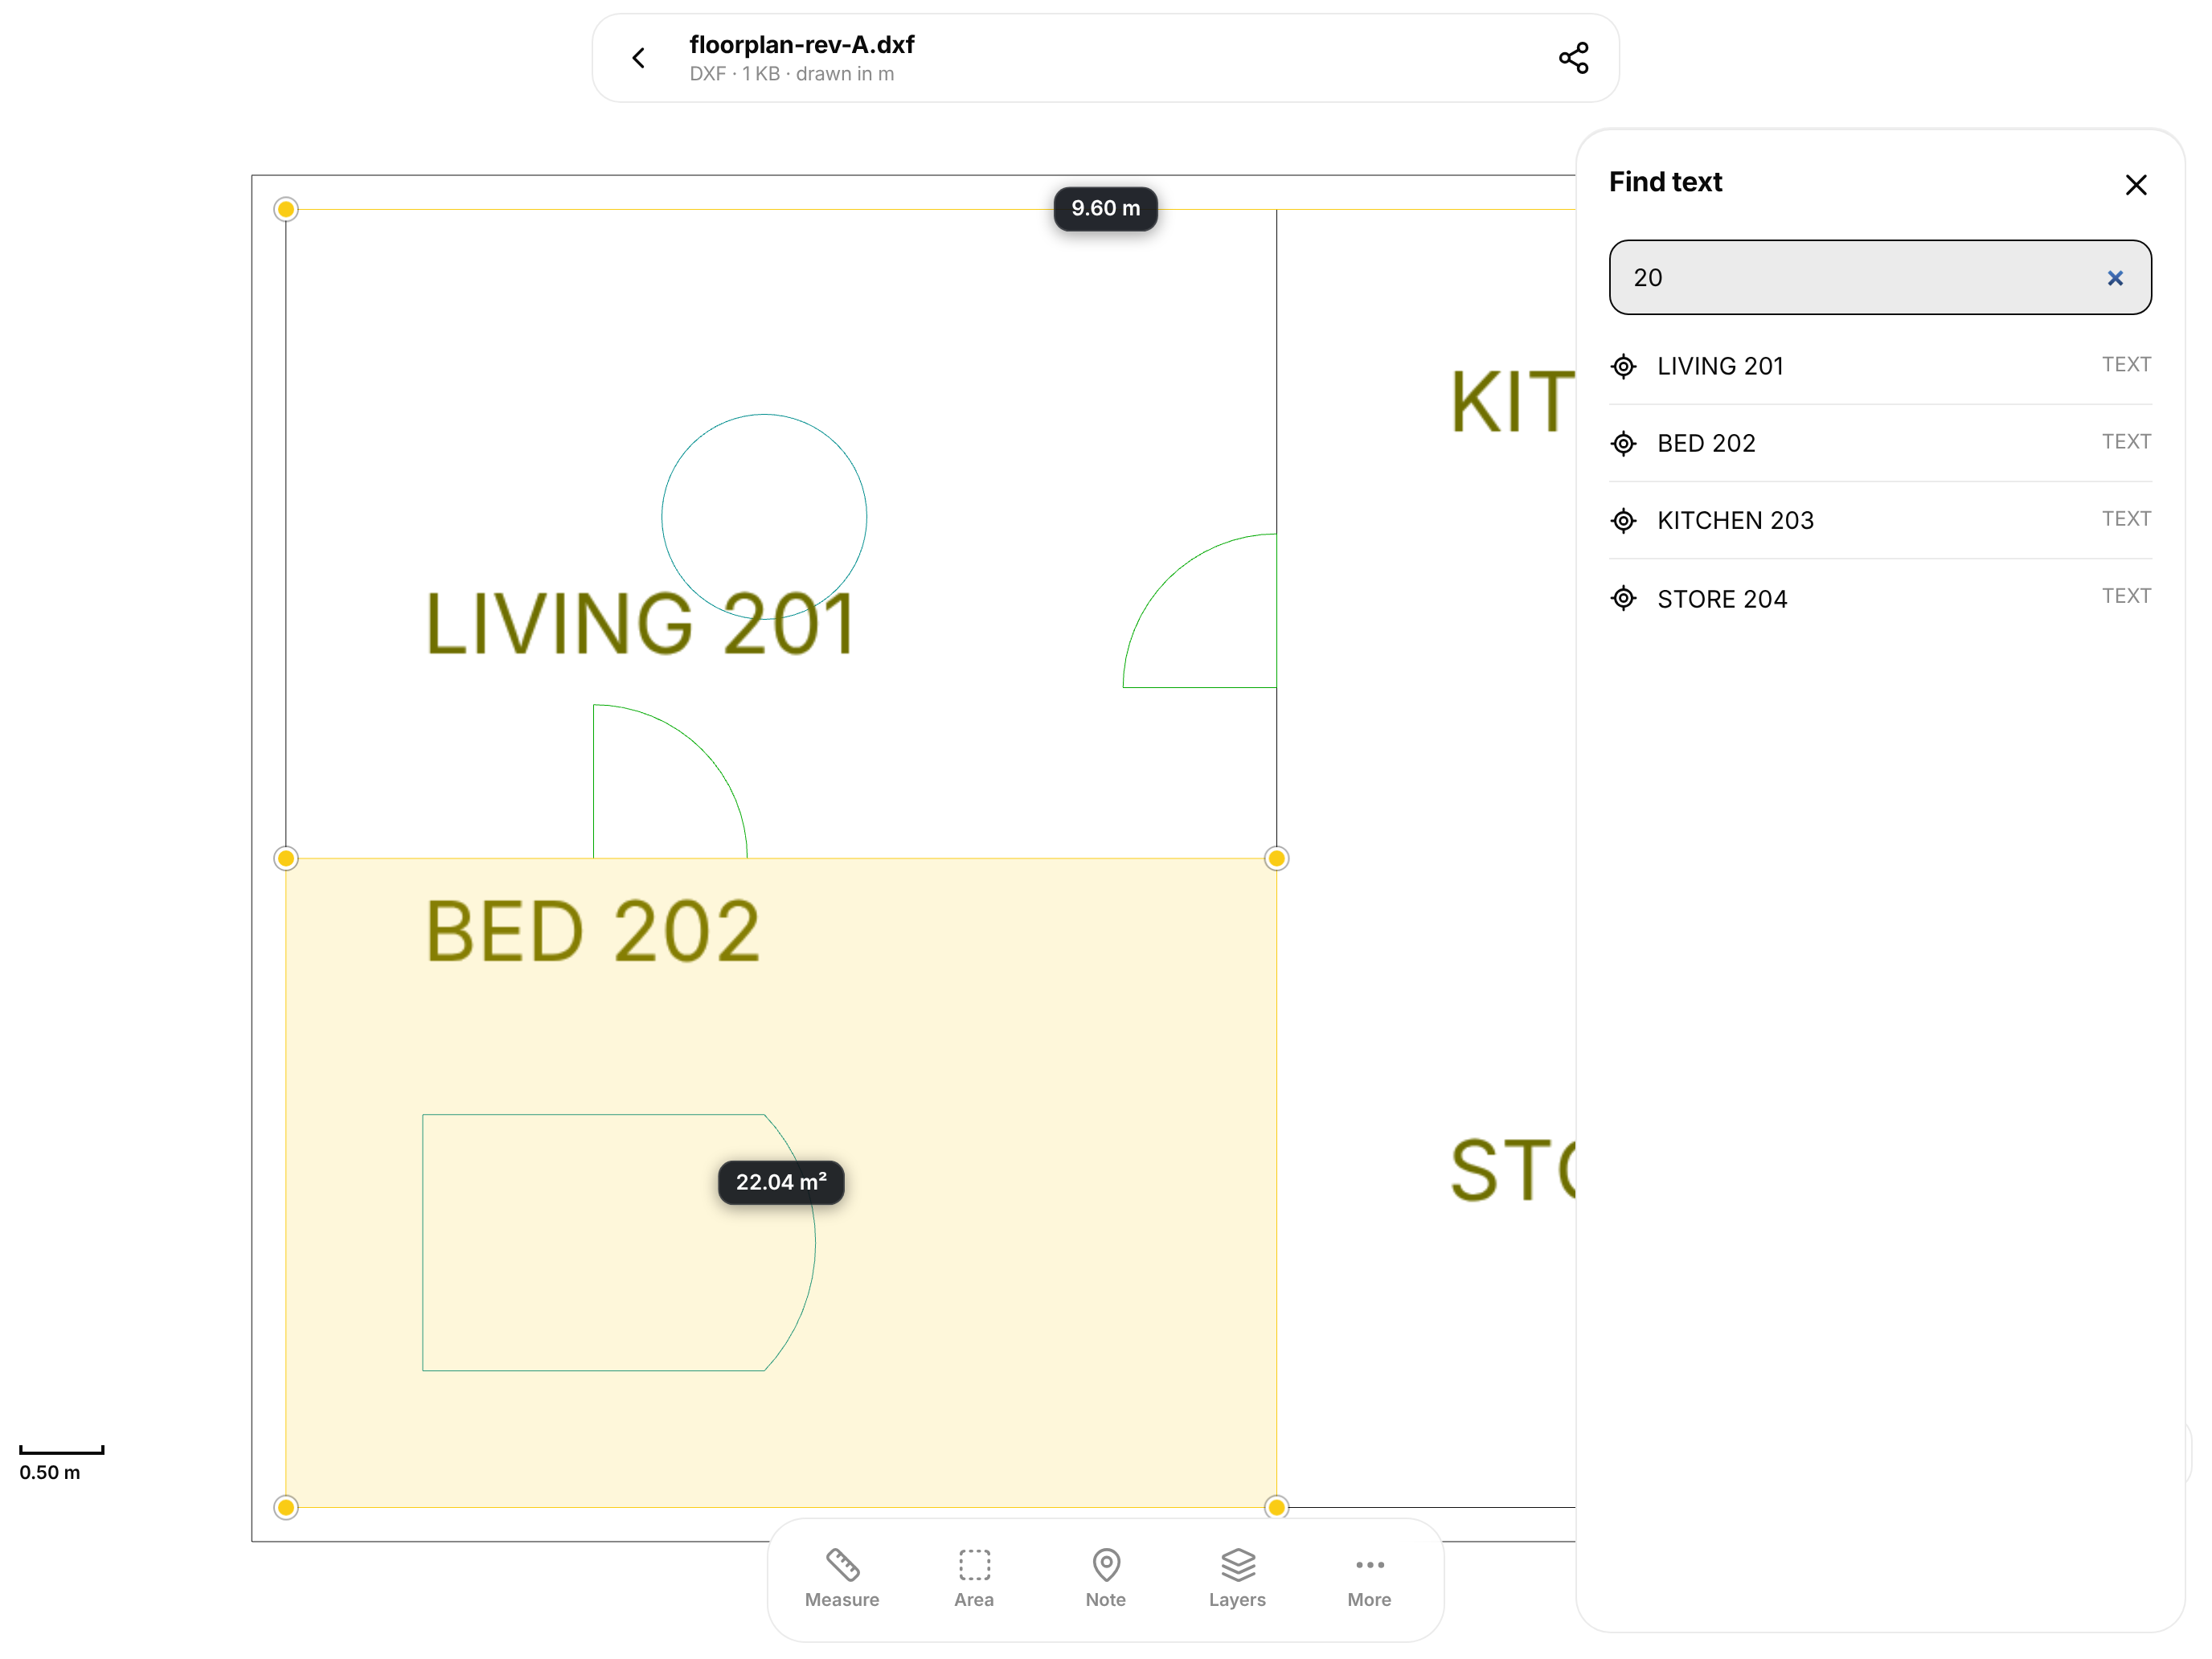 floorplan-rev-A.dxf
DXF · 1 KB · drawn in m
9.60 m
Find text
20
LIVING 201 TEXT
BED 202 TEXT
KITCHEN 203 TEXT
STORE 204 TEXT
KIT
LIVING 201
BED 202
22.04 m²
STO
0.50 m
Measure
Area
Note
Layers
More